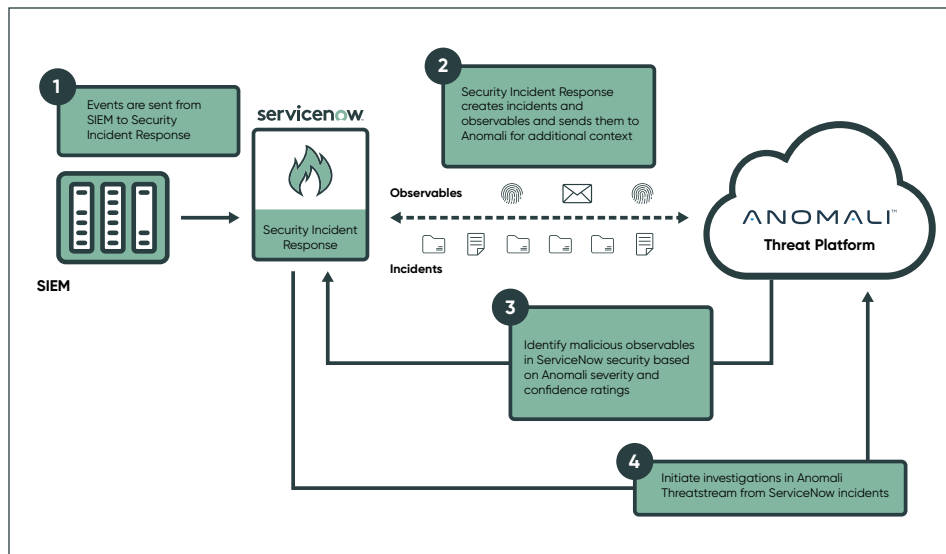 1
Events are sent from
SIEM to Security
Incident Response
SIEM
servicenow
Security Incident
Response
2
Security Incident Response
creates incidents and
observables and sends them to
Anomali for additional context
Observables
Incidents
ANOMALI™
Threat Platform
3
Identify malicious observables
in ServiceNow security based
on Anomali severity and
confidence ratings
4
Initiate investigations in Anomali
Threatstream from ServiceNow incidents